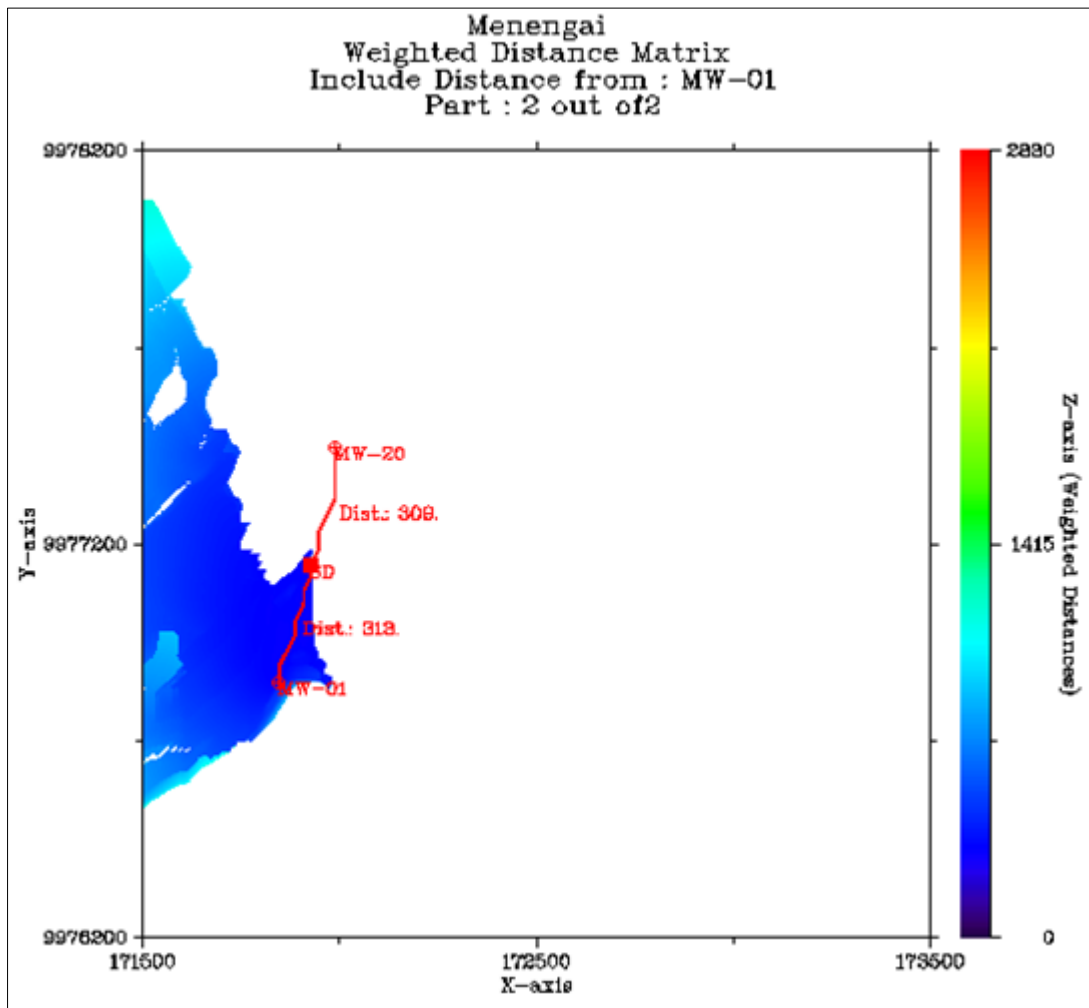 Menengai
Weighted Distance Matrix
Include Distance from : MW-01
Part : 2 out of2
9978200
9977200
9976200
Y-axis
171500
172500
173500
X-axis
MW-20
Dist.: 309.
SD
Dist.: 313.
MW-01
1415
0
Z-axis (Weighted Distances)